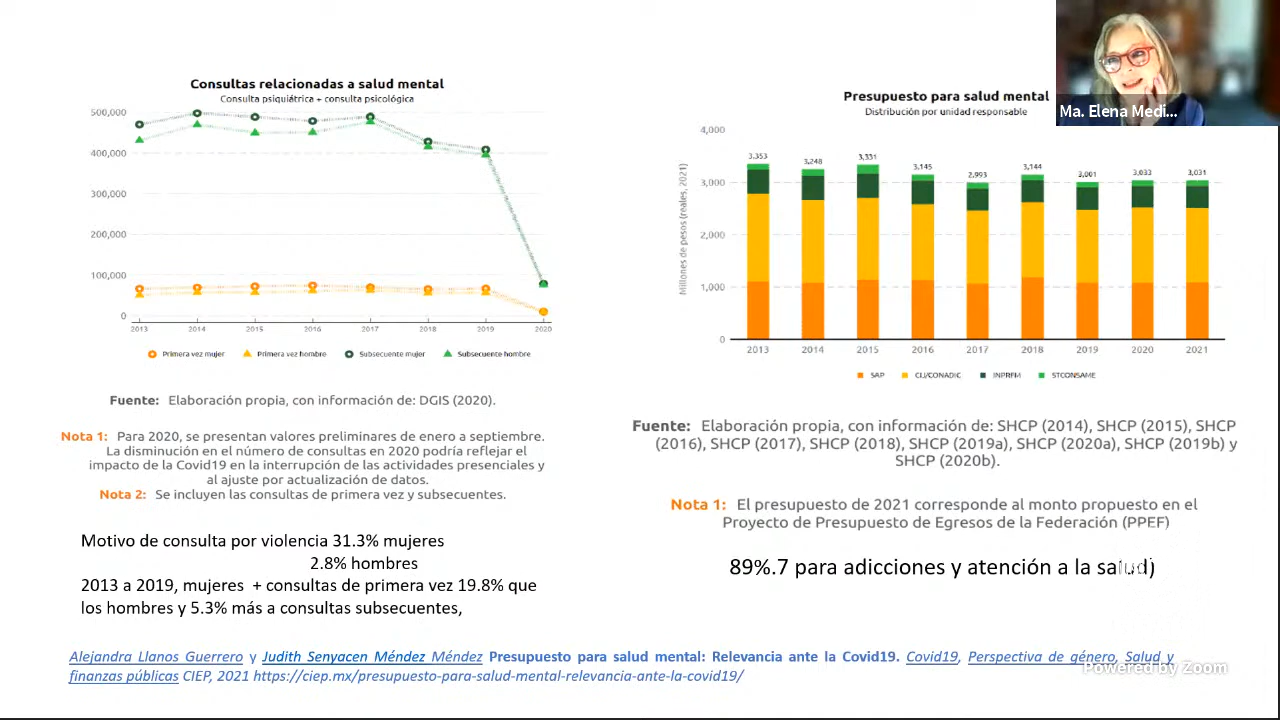 Consultas relacionadas a salud mental
Consulta psiquiátrica + consulta psicológica
500,000
400,000
300,000
200,000
100,000
0
2013 2014 2015 2016 2017 2018 2019 2020
Primera vez mujer Primera vez hombre Subsecuente mujer Subsecuente hombre
Fuente: Elaboración propia, con información de: DGIS (2020).
Nota 1: Para 2020, se presentan valores preliminares de enero a septiembre.
La disminución en el número de consultas en 2020 podría reflejar el
impacto de la Covid19 en la interrupción de las actividades presenciales y
al ajuste por actualización de datos.
Nota 2: Se incluyen las consultas de primera vez y subsecuentes.
Motivo de consulta por violencia 31.3% mujeres
2.8% hombres
2013 a 2019, mujeres + consultas de primera vez 19.8% que
los hombres y 5.3% más a consultas subsecuentes,
Ma. Elena Medi...
Presupuesto para salud mental
Distribución por unidad responsable
Millones de pesos (reales, 2021)
4,000
3,000
2,000
1,000
0
3,353 3,248 3,331 3,145 2,993 3,144 3,001 3,033 3,031
2013 2014 2015 2016 2017 2018 2019 2020 2021
SAP CIJ/CONADIC INPRFM STCONSAME
Fuente: Elaboración propia, con información de: SHCP (2014), SHCP (2015), SHCP
(2016), SHCP (2017), SHCP (2018), SHCP (2019a), SHCP (2020a), SHCP (2019b) y
SHCP (2020b).
Nota 1: El presupuesto de 2021 corresponde al monto propuesto en el
Proyecto de Presupuesto de Egresos de la Federación (PPEF)
89%.7 para adicciones y atención a la salud)
Alejandra Llanos Guerrero y Judith Senyacen Méndez Méndez Presupuesto para salud mental: Relevancia ante la Covid19. Covid19, Perspectiva de género, Salud y
finanzas públicas CIEP, 2021 https://ciep.mx/presupuesto-para-salud-mental-relevancia-ante-la-covid19/
Powered by Zoom